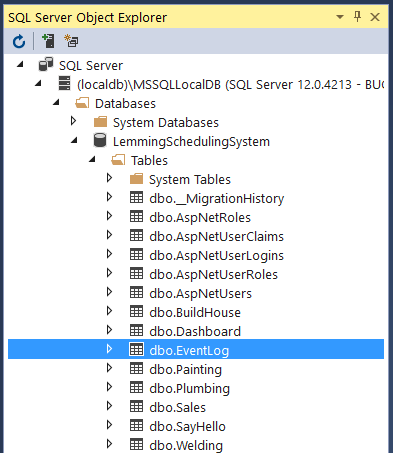 SQL Server Object Explorer
SQL Server
(localdb)\MSSQLLocalDB (SQL Server 12.0.4213 - BUC
Databases
System Databases
LemmingSchedulingSystem
Tables
System Tables
dbo.__MigrationHistory
dbo.AspNetRoles
dbo.AspNetUserClaims
dbo.AspNetUserLogins
dbo.AspNetUserRoles
dbo.AspNetUsers
dbo.BuildHouse
dbo.Dashboard
dbo.EventLog
dbo.Painting
dbo.Plumbing
dbo.Sales
dbo.SayHello
dbo.Welding